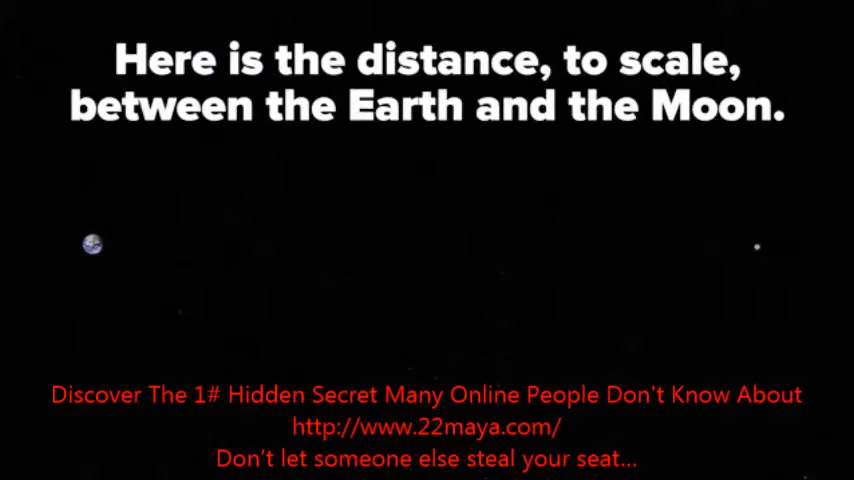 Here is the distance, to scale,
between the Earth and the Moon.
Discover The 1# Hidden Secret Many Online People Don't Know About
http://www.22maya.com/
Don't let someone else steal your seat...